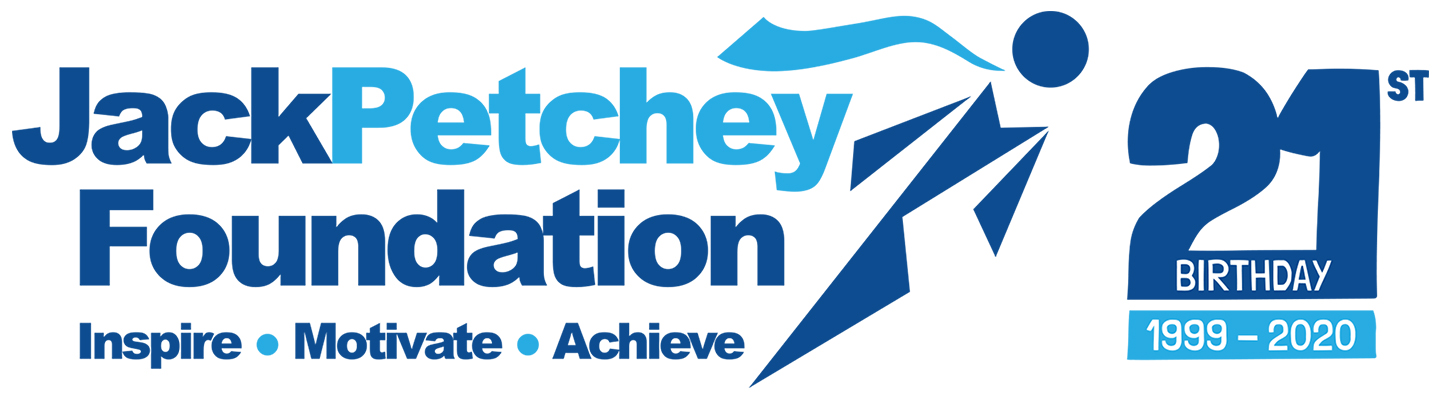 JackPetchey
Foundation
Inspire • Motivate • Achieve
21ST
BIRTHDAY
1999 – 2020